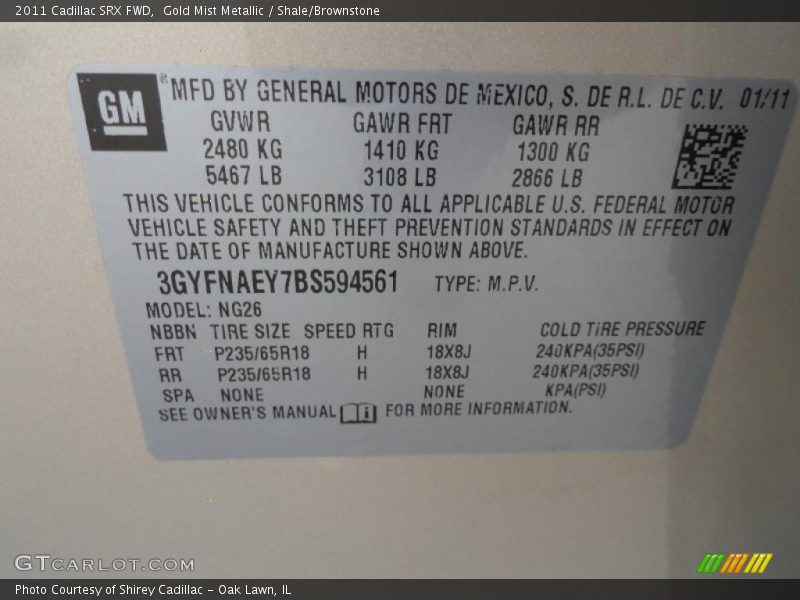 2011 Cadillac SRX FWD,  Gold Mist Metallic / Shale/Brownstone
GM ® MFD BY GENERAL MOTORS DE MEXICO, S. DE R.L. DE C.V. 01/11
GVWR GAWR FRT GAWR RR
2480 KG 1410 KG 1300 KG
5467 LB 3108 LB 2866 LB
THIS VEHICLE CONFORMS TO ALL APPLICABLE U.S. FEDERAL MOTOR
VEHICLE SAFETY AND THEFT PREVENTION STANDARDS IN EFFECT ON
THE DATE OF MANUFACTURE SHOWN ABOVE.
3GYFNAEY7BS594561 TYPE: M.P.V.
MODEL: NG26
NBBN TIRE SIZE SPEED RTG RIM COLD TIRE PRESSURE
FRT P235/65R18 H 18X8J 240KPA(35PSI)
RR P235/65R18 H 18X8J 240KPA(35PSI)
SPA NONE NONE KPA(PSI)
SEE OWNER'S MANUAL i FOR MORE INFORMATION.
GTCARLOT.COM
Photo Courtesy of Shirey Cadillac – Oak Lawn, IL